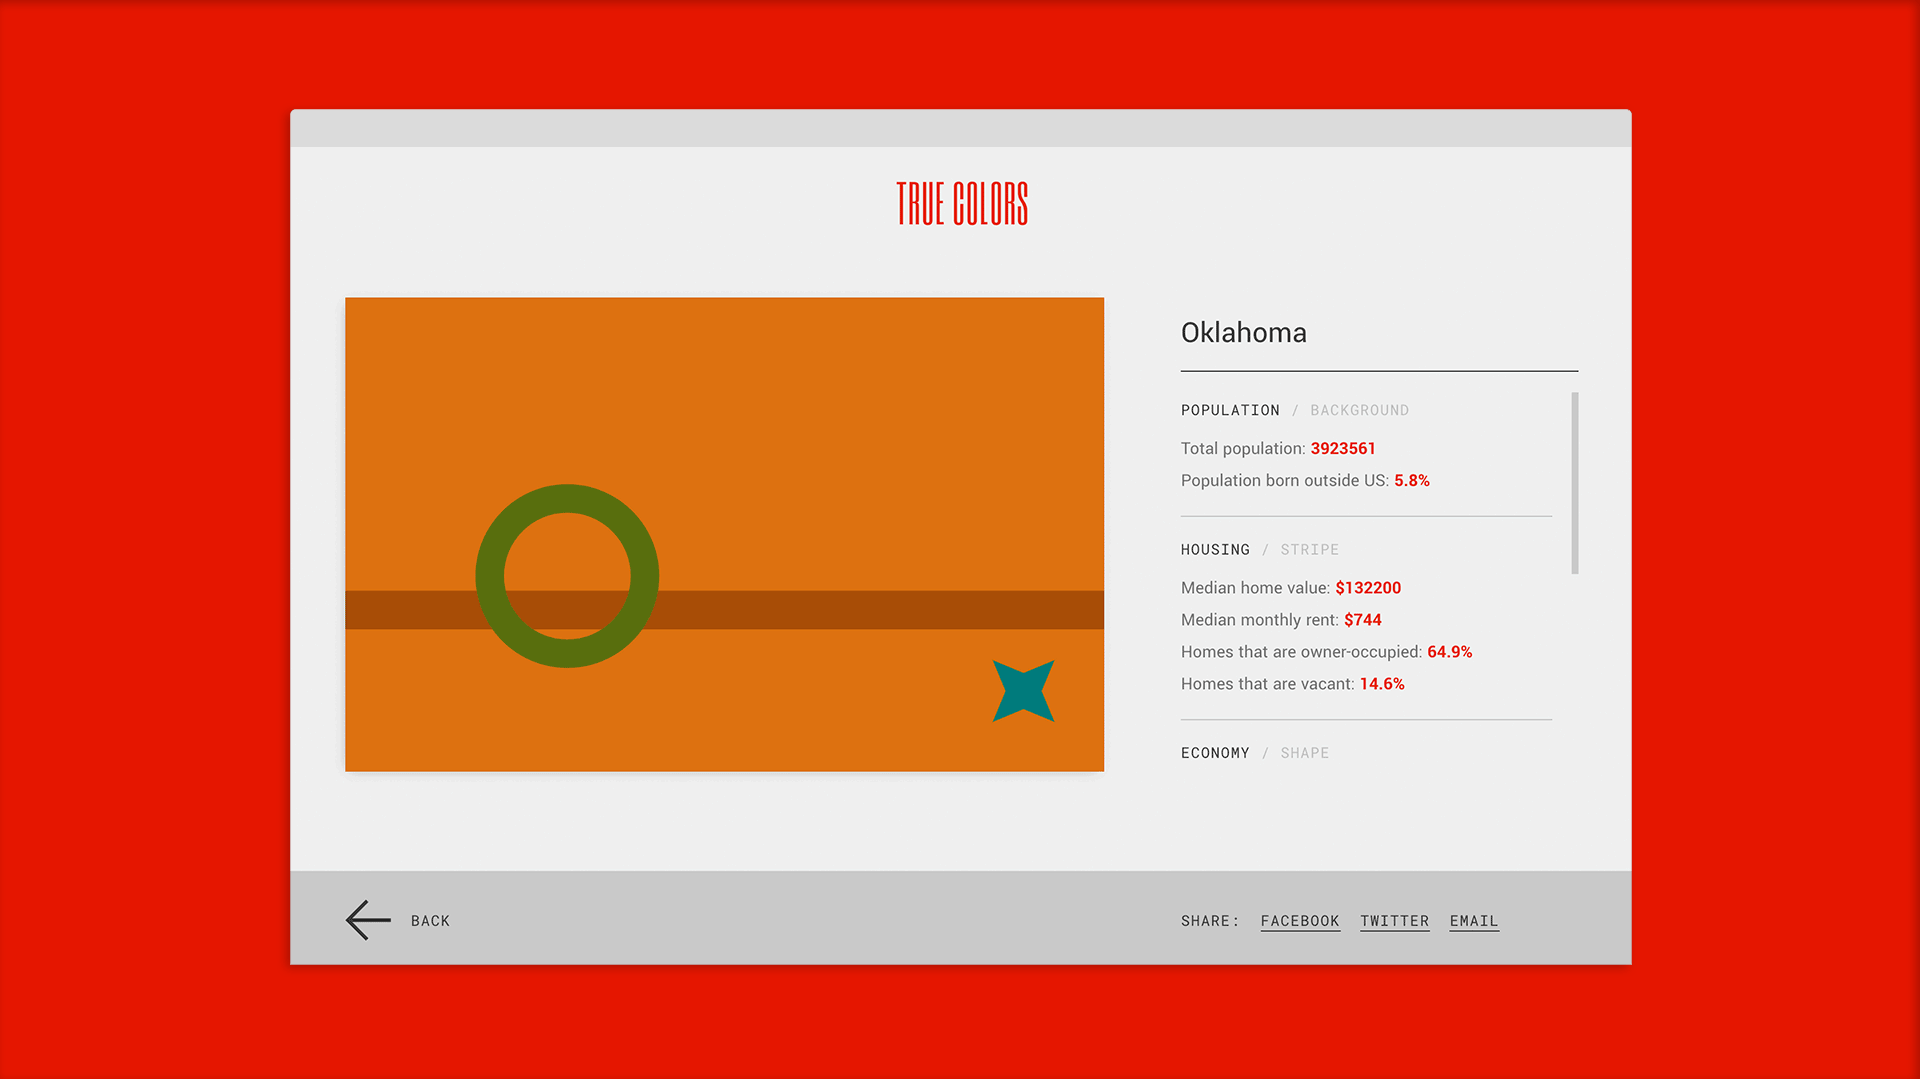 TRUE COLORS
Oklahoma
POPULATION / BACKGROUND
Total population: 3923561
Population born outside US: 5.8%
HOUSING / STRIPE
Median home value: $132200
Median monthly rent: $744
Homes that are owner-occupied: 64.9%
Homes that are vacant: 14.6%
ECONOMY / SHAPE
BACK
SHARE: FACEBOOK TWITTER EMAIL